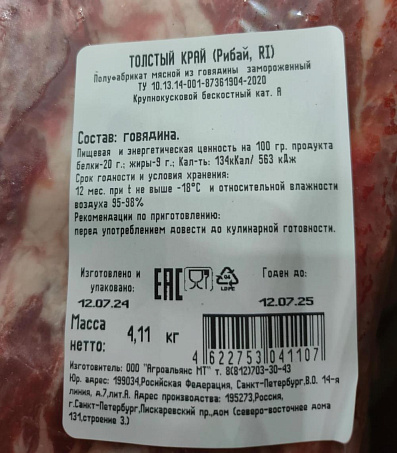 ТОЛСТЫЙ КРАЙ (Рибай, RI)
Полуфабрикат мясной из говядины замороженный
ТУ 10.13.14-001-87361904-2020
Крупнокусковой бескостный кат. А
Состав: говядина.
Пищевая и энергетическая ценность на 100 гр. продукта
белки-20 г.; жиры-9 г.; Кал-ть: 134кКал/ 563 кДж
Срок годности и условия хранения:
12 мес. при t не выше -18°С и относительной влажности
воздуха 95-98%
Рекомендации по приготовлению:
перед употреблением довести до кулинарной готовности.
Изготовлено и
упаковано:
12.07.24
EAC
04
LDPE
Годен до:
12.07.25
Масса
нетто:
4,11 кг
4 622753 041107
Изготовитель: ООО "Агроальянс МТ" т. 8(812)703-30-43
Юр. адрес: 199034,Российская Федерация, Санкт-Петербург,В.О. 14-я
линия, д.7,лит.А. Адрес производства: 195273,Россия,
г.Санкт-Петербург,Пискаревский пр.,дом (северо-восточнее дома
131,строение 3.)